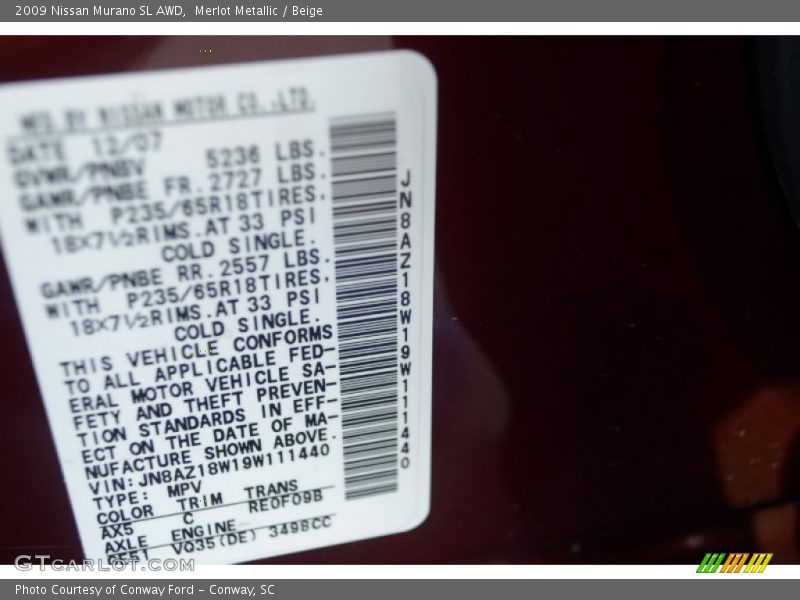 2009 Nissan Murano SL AWD,  Merlot Metallic / Beige
MFD BY NISSAN MOTOR CO.,LTD.
DATE 12/07
GVWR/PNBV 5236 LBS.
GAWR/PNBE FR.2727 LBS.
WITH P235/65R18TIRES,
18X7½RIMS.AT 33 PSI
COLD SINGLE.
GAWR/PNBE RR.2557 LBS.
WITH P235/65R18TIRES,
18X7½RIMS.AT 33 PSI
COLD SINGLE.
THIS VEHICLE CONFORMS
TO ALL APPLICABLE FED-
ERAL MOTOR VEHICLE SA-
FETY AND THEFT PREVEN-
TION STANDARDS IN EFF-
ECT ON THE DATE OF MA-
NUFACTURE SHOWN ABOVE.
VIN:JN8AZ18W19W111440
TYPE: MPV
COLOR TRIM TRANS
AX5 C RE0F09B
AXLE ENGINE
VQ35(DE) 3498CC
JN8AZ18W19W111440
GTCarLot.com
Photo Courtesy of Conway Ford - Conway, SC